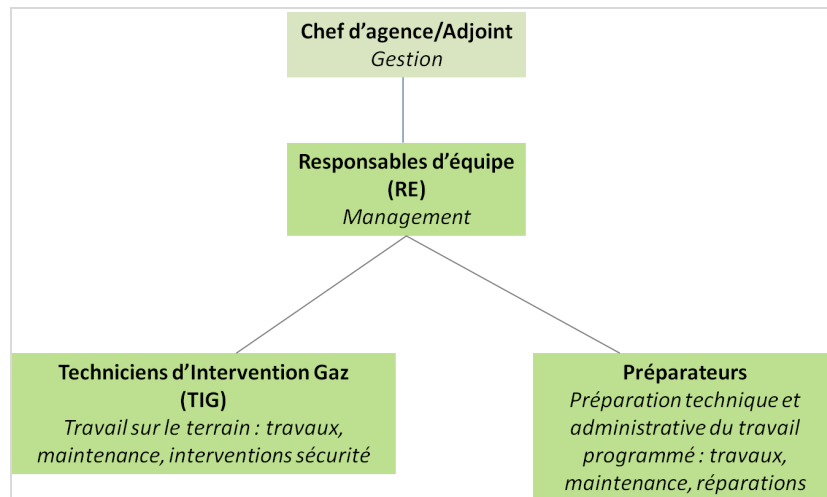 Chef d’agence/Adjoint
Gestion
Responsables d’équipe
(RE)
Management
Techniciens d’Intervention Gaz
(TIG)
Travail sur le terrain : travaux,
maintenance, interventions sécurité
Préparateurs
Préparation technique et
administrative du travail
programmé : travaux,
maintenance, réparations